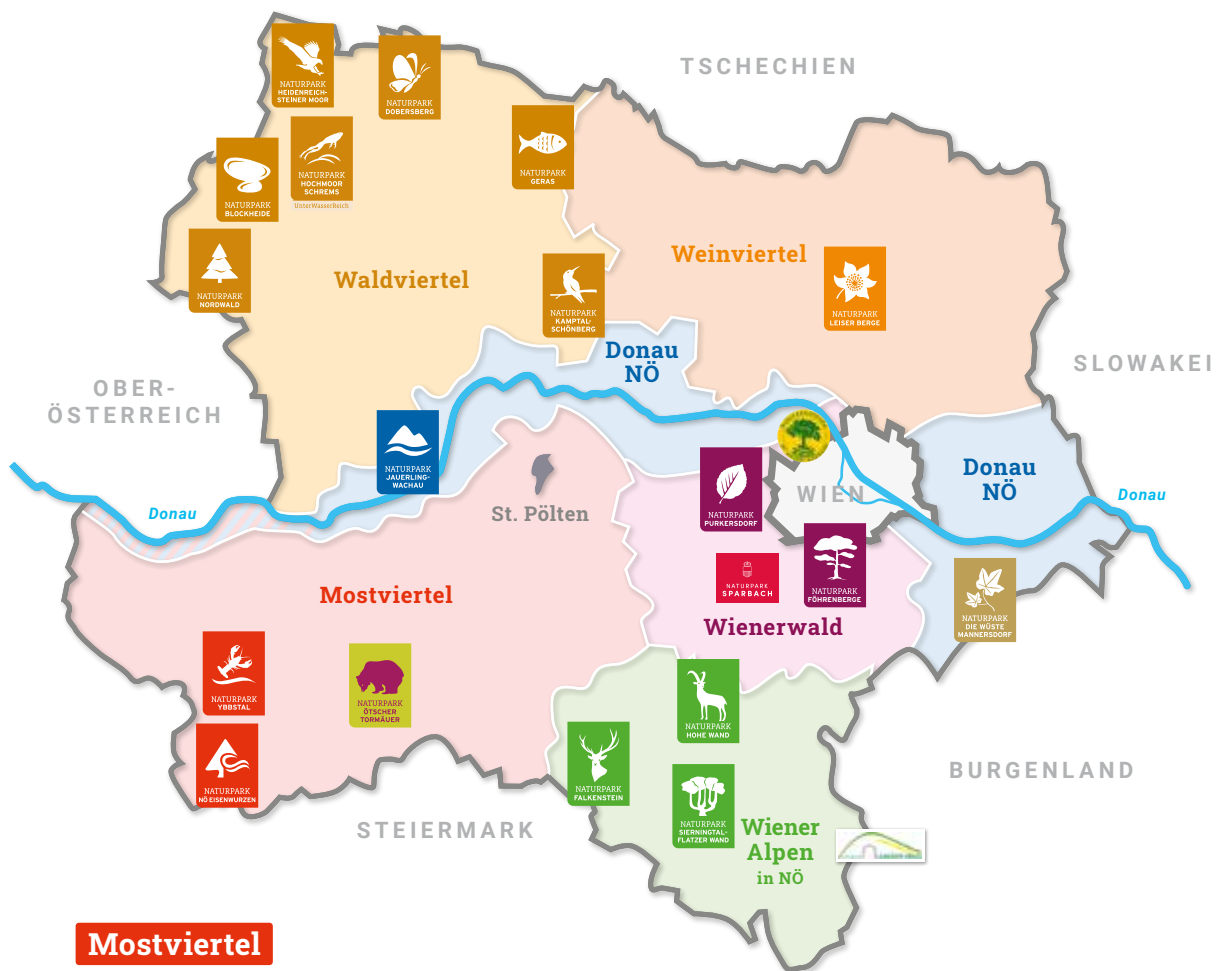 TSCHECHIEN
NATURPARK
HEIDENREICH-
STEINER MOOR
NATURPARK
DOBERSBERG
NATURPARK
HOCHMOOR
SCHREMS
UnterWasserReich
NATURPARK
GERAS
NATURPARK
BLOCKHEIDE
NATURPARK
NORDWALD
Waldviertel
NATURPARK
KAMPTAL-
SCHÖNBERG
Weinviertel
NATURPARK
LEISER BERGE
Donau
NÖ
SLOWAKEI
OBER-
ÖSTERREICH
NATURPARK
JAUERLING-
WACHAU
Donau
St. Pölten
NATURPARK
PURKERSDORF
WIEN
Donau
NÖ
Donau
NATURPARK
SPARBACH
NATURPARK
FÖHRENBERGE
NATURPARK
DIE WÜSTE
MANNERSDORF
Mostviertel
Wienerwald
NATURPARK
YBBSTAL
NATURPARK
ÖTSCHER
TORMÄUER
NATURPARK
HOHE WAND
NATURPARK
NÖ EISENWURZEN
NATURPARK
FALKENSTEIN
NATURPARK
SIERNINGTAL-
FLATZER WAND
BURGENLAND
STEIERMARK
Wiener
Alpen
in NÖ
Mostviertel